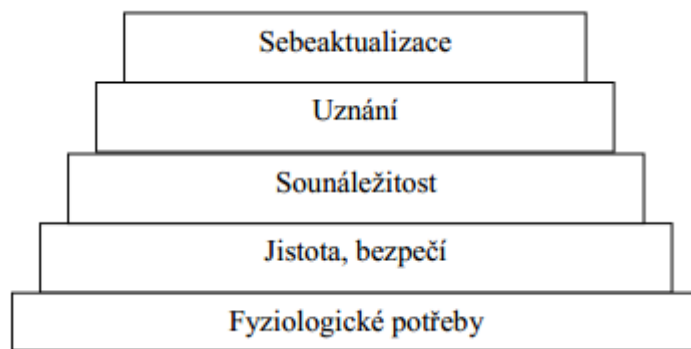 Sebeaktualizace
Uznání
Sounáležitost
Jistota, bezpečí
Fyziologické potřeby